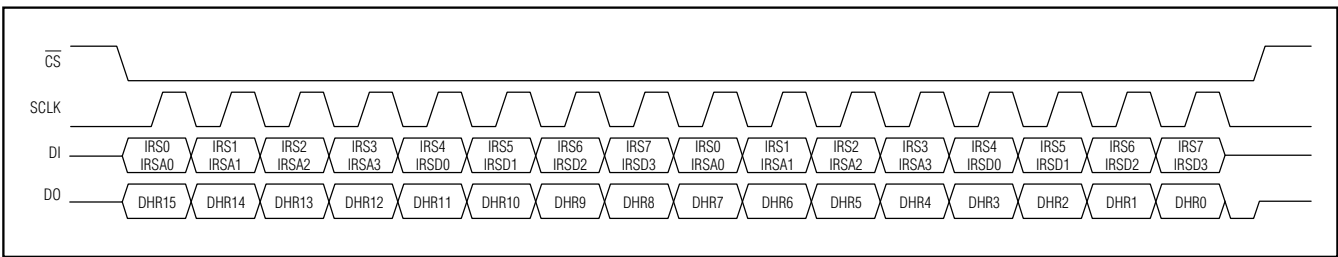 CS
SCLK
DI
IRS0 IRS1 IRS2 IRS3 IRS4 IRS5 IRS6 IRS7 IRS0 IRS1 IRS2 IRS3 IRS4 IRS5 IRS6 IRS7
IRSA0 IRSA1 IRSA2 IRSA3 IRSD0 IRSD1 IRSD2 IRSD3 IRSA0 IRSA1 IRSA2 IRSA3 IRSD0 IRSD1 IRSD2 IRSD3
DO
DHR15 DHR14 DHR13 DHR12 DHR11 DHR10 DHR9 DHR8 DHR7 DHR6 DHR5 DHR4 DHR3 DHR2 DHR1 DHR0